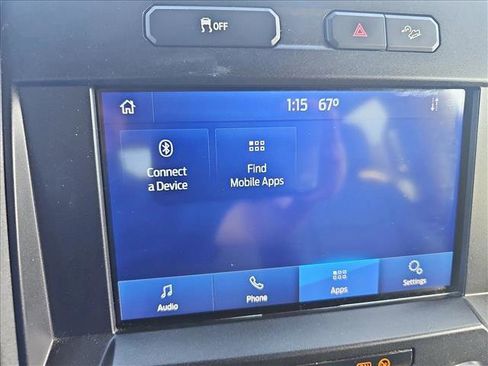 OFF
1:15 67°
Connect
a Device
Find
Mobile Apps
Audio
Phone
Apps
Settings